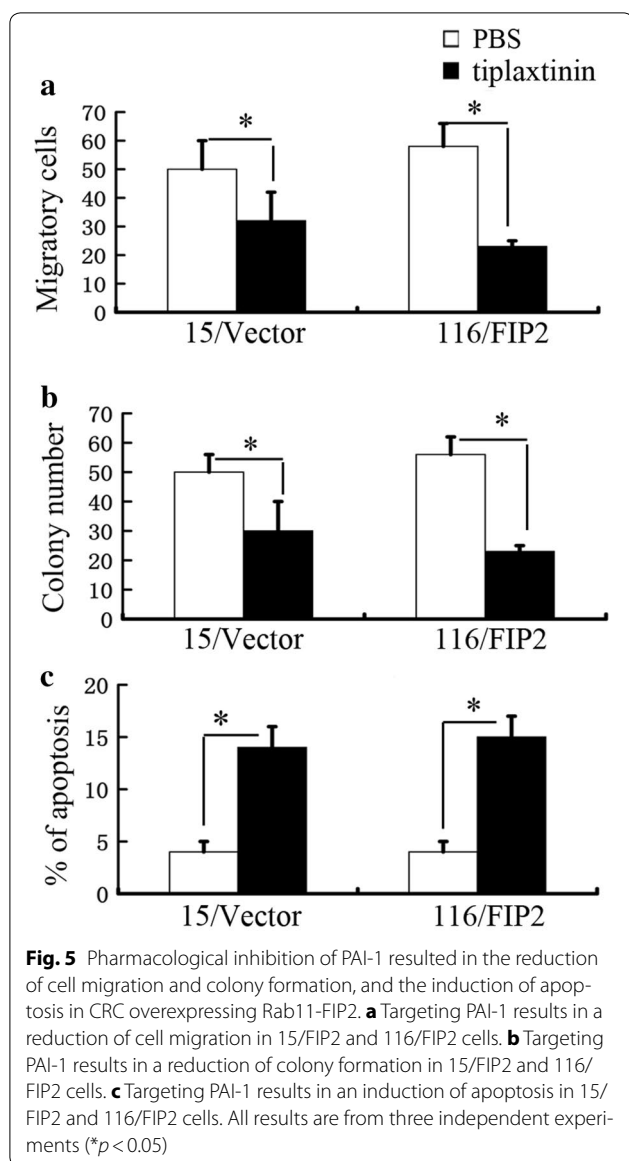 PBS
tiplaxtinin
a
Migratory cells
70
60
50
40
30
20
10
0
*
*
15/Vector
116/FIP2
b
Colony number
70
60
50
40
30
20
10
0
*
*
15/Vector
116/FIP2
c
% of apoptosis
20
15
10
5
0
*
*
15/Vector
116/FIP2
Fig. 5 Pharmacological inhibition of PAI-1 resulted in the reduction
of cell migration and colony formation, and the induction of apop-
tosis in CRC overexpressing Rab11-FIP2. a Targeting PAI-1 results in a
reduction of cell migration in 15/FIP2 and 116/FIP2 cells. b Targeting
PAI-1 results in a reduction of colony formation in 15/FIP2 and 116/
FIP2 cells. c Targeting PAI-1 results in an induction of apoptosis in 15/
FIP2 and 116/FIP2 cells. All results are from three independent experi-
ments (*p < 0.05)